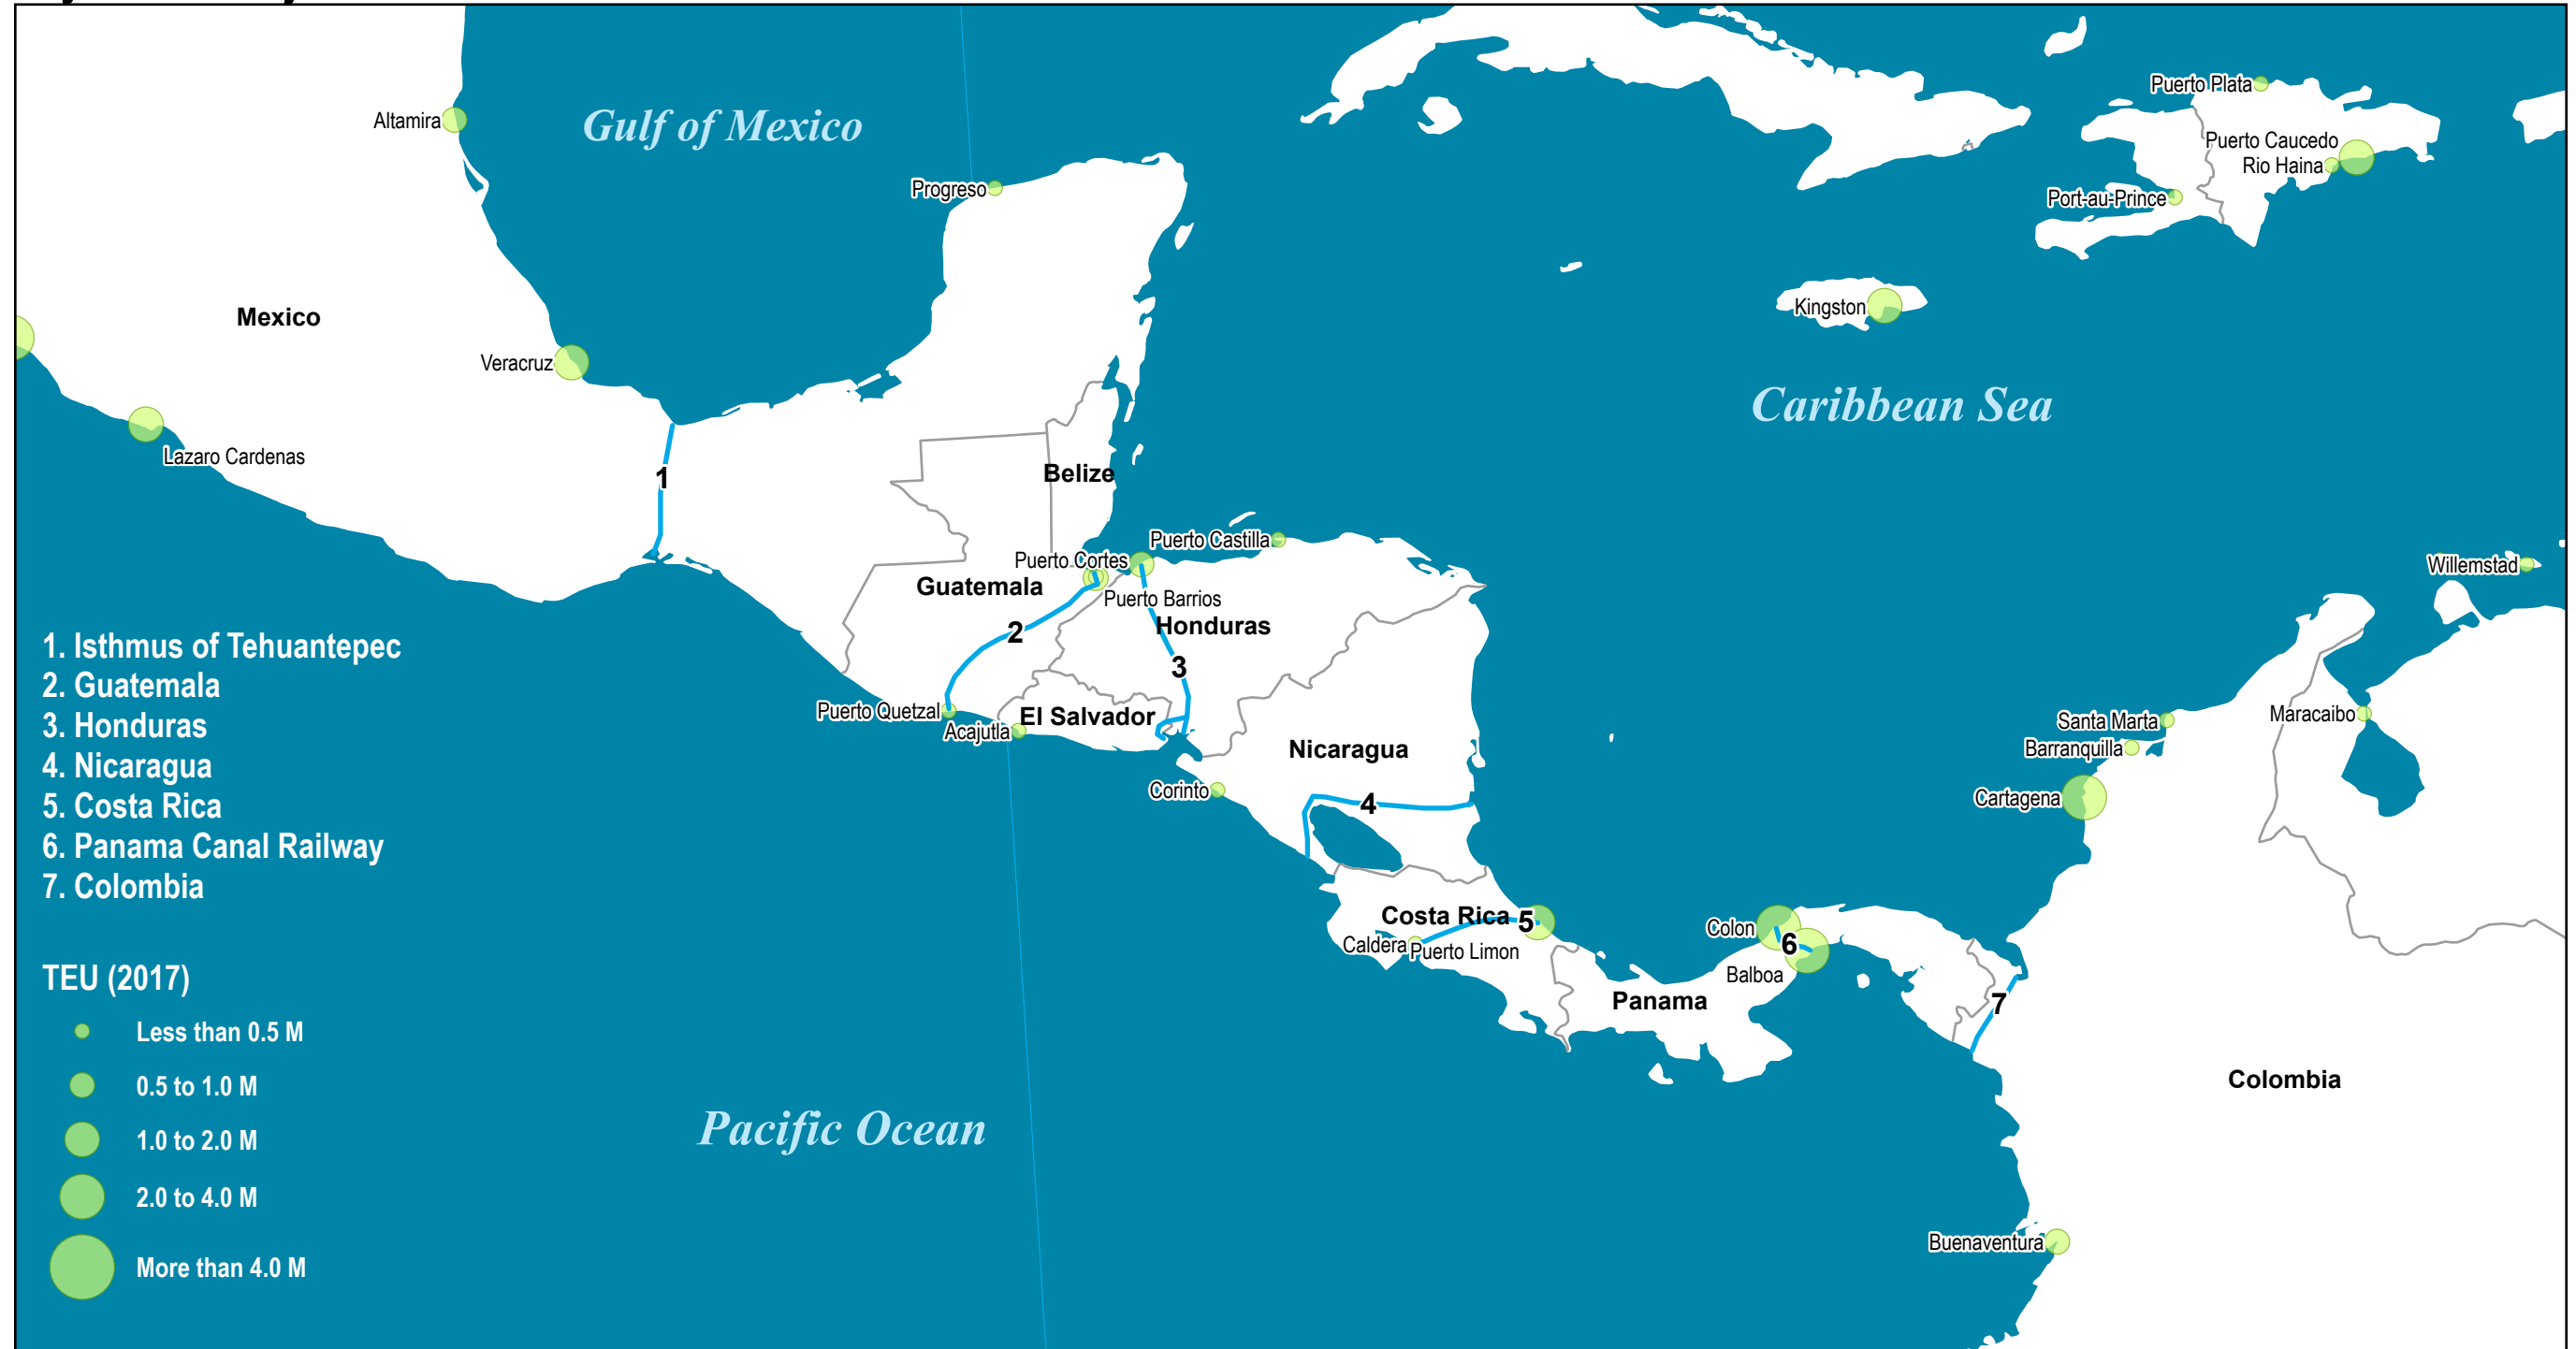 Gulf of Mexico
Altamira
Progreso
Puerto Plata
Puerto Caucedo
Rio Haina
Port-au-Prince
Mexico
Kingston
Veracruz
Caribbean Sea
Lazaro Cardenas
1
Belize
Puerto Castilla
Puerto Cortes
Willemstad
Guatemala
Puerto Barrios
Honduras
2
3
Puerto Quetzal
El Salvador
Acajutla
Santa Marta
Maracaibo
Barranquilla
Nicaragua
Corinto
Cartagena
4
Costa Rica
5
Colon
Caldera
Puerto Limon
6
Balboa
Panama
7
Colombia
Pacific Ocean
Buenaventura
1. Isthmus of Tehuantepec
2. Guatemala
3. Honduras
4. Nicaragua
5. Costa Rica
6. Panama Canal Railway
7. Colombia
TEU (2017)
Less than 0.5 M
0.5 to 1.0 M
1.0 to 2.0 M
2.0 to 4.0 M
More than 4.0 M